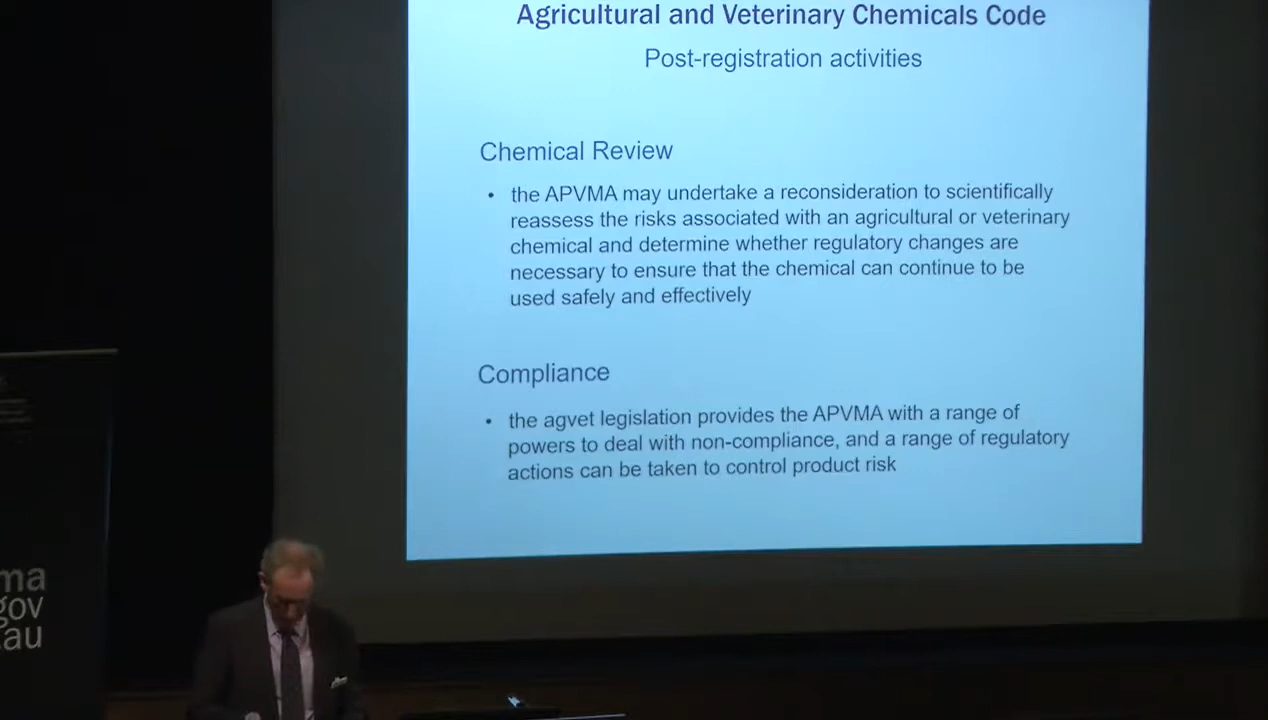 Agricultural and Veterinary Chemicals Code
Post-registration activities
Chemical Review
• the APVMA may undertake a reconsideration to scientifically
reassess the risks associated with an agricultural or veterinary
chemical and determine whether regulatory changes are
necessary to ensure that the chemical can continue to be
used safely and effectively
Compliance
• the agvet legislation provides the APVMA with a range of
powers to deal with non-compliance, and a range of regulatory
actions can be taken to control product risk
ma
gov
.au